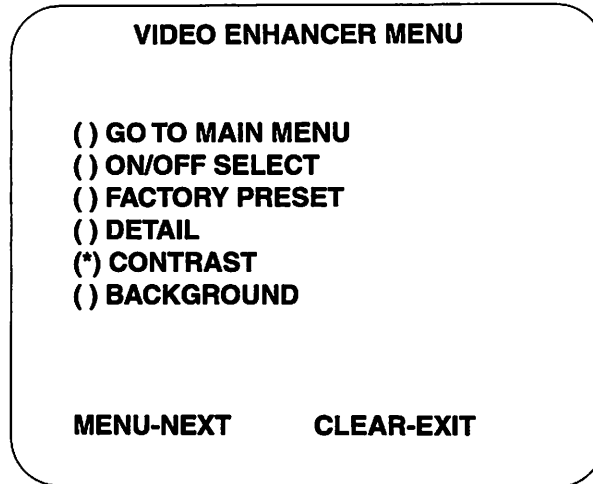 VIDEO ENHANCER MENU
( ) GO TO MAIN MENU
( ) ON/OFF SELECT
( ) FACTORY PRESET
( ) DETAIL
(*) CONTRAST
( ) BACKGROUND
MENU-NEXT CLEAR-EXIT